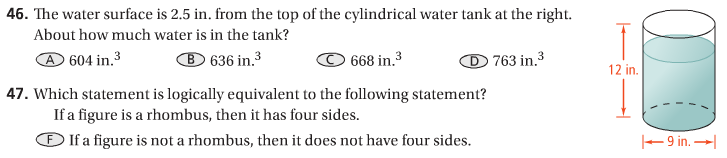 46. The water surface is 2.5 in. from the top of the cylindrical water tank at the right.
About how much water is in the tank?
A 604 in.³ B 636 in.³ C 668 in.³ D 763 in.³
12 in.
9 in.
47. Which statement is logically equivalent to the following statement?
If a figure is a rhombus, then it has four sides.
F If a figure is not a rhombus, then it does not have four sides.